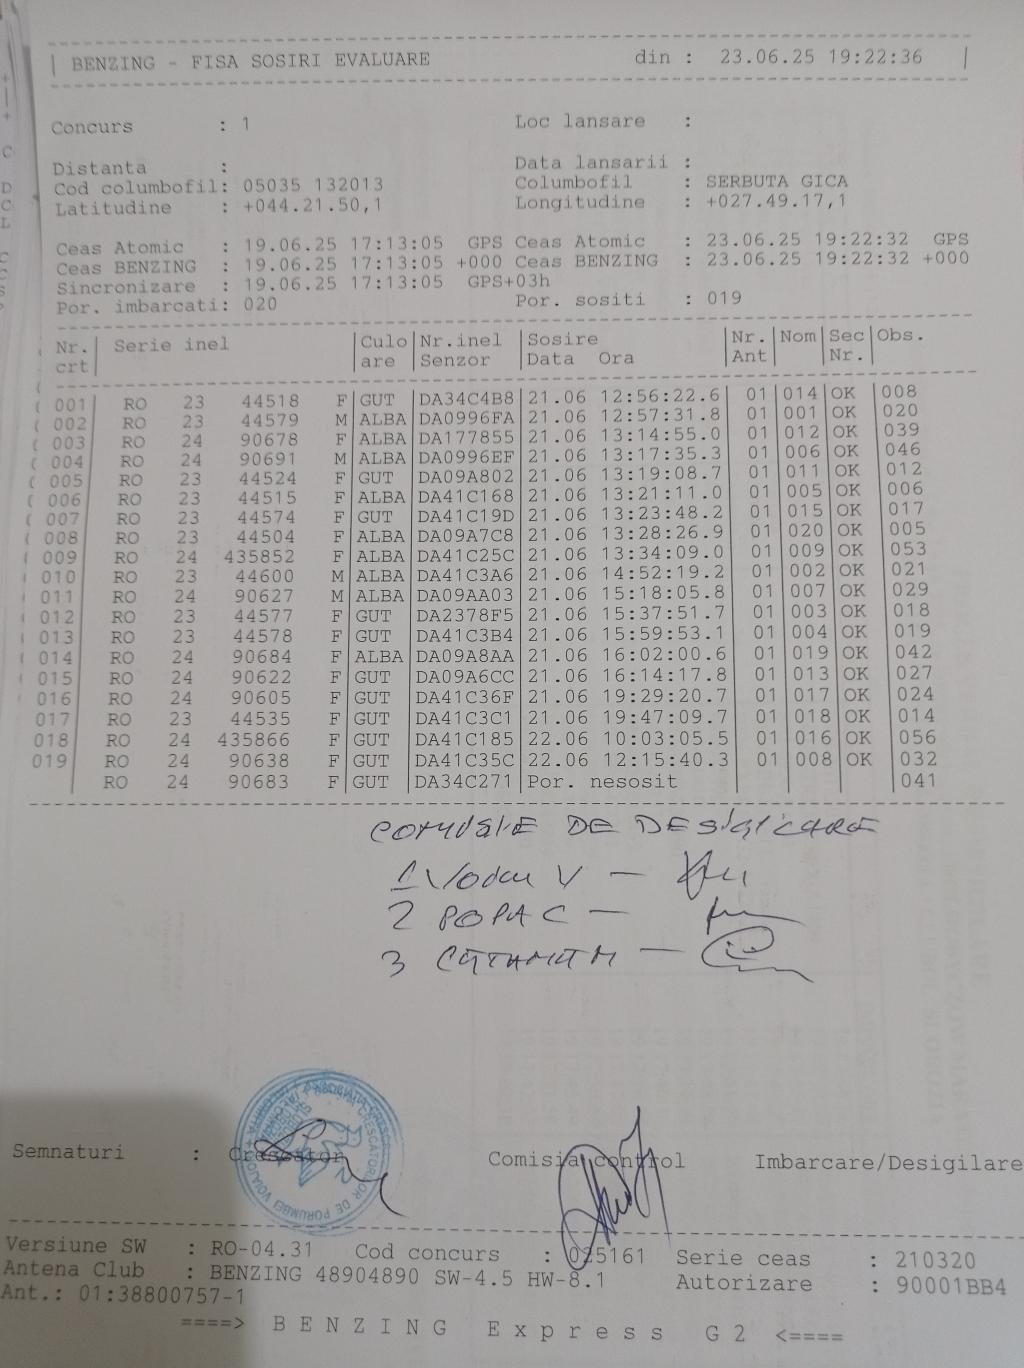 BENZING - FISA SOSIRI EVALUARE din : 23.06.25 19:22:36
Concurs : 1 Loc lansare :
Distanta : Data lansarii :
Cod columbofil: 05035 132013 Columbofil : SERBUTA GICA
Latitudine : +044.21.50,1 Longitudine : +027.49.17,1
Ceas Atomic : 19.06.25 17:13:05 GPS Ceas Atomic : 23.06.25 19:22:32 GPS
Ceas BENZING : 19.06.25 17:13:05 +000 Ceas BENZING : 23.06.25 19:22:32 +000
Sincronizare : 19.06.25 17:13:05 GPS+03h
Por. imbarcati: 020 Por. sositi : 019
Nr. Serie inel Culo Nr.inel Sosire Nr. Nom Sec Obs.
crt are Senzor Data Ora Ant Nr.
001 RO 23 44518 F GUT DA34C4B8 21.06 12:56:22.6 01 014 OK 008
002 RO 23 44579 M ALBA DA0996FA 21.06 12:57:31.8 01 001 OK 020
003 RO 24 90678 F ALBA DA177855 21.06 13:14:55.0 01 012 OK 039
004 RO 24 90691 M ALBA DA0996EF 21.06 13:17:35.3 01 006 OK 046
005 RO 23 44524 F GUT DA09A802 21.06 13:19:08.7 01 011 OK 012
006 RO 23 44515 F ALBA DA41C168 21.06 13:21:11.0 01 005 OK 006
007 RO 23 44574 F GUT DA41C19D 21.06 13:23:48.2 01 015 OK 017
008 RO 23 44504 F ALBA DA09A7C8 21.06 13:28:26.9 01 020 OK 005
009 RO 24 435852 F ALBA DA41C25C 21.06 13:34:09.0 01 009 OK 053
010 RO 23 44600 M ALBA DA41C3A6 21.06 14:52:19.2 01 002 OK 021
011 RO 24 90627 M ALBA DA09AA03 21.06 15:18:05.8 01 007 OK 029
012 RO 23 44577 F GUT DA2378F5 21.06 15:37:51.7 01 003 OK 018
013 RO 23 44578 F GUT DA41C3B4 21.06 15:59:53.1 01 004 OK 019
014 RO 24 90684 F ALBA DA09A8AA 21.06 16:02:00.6 01 019 OK 042
015 RO 24 90622 F GUT DA09A6CC 21.06 16:14:17.8 01 013 OK 027
016 RO 24 90605 F GUT DA41C36F 21.06 19:29:20.7 01 017 OK 024
017 RO 23 44535 F GUT DA41C3C1 21.06 19:47:09.7 01 018 OK 014
018 RO 24 435866 F GUT DA41C185 22.06 10:03:05.5 01 016 OK 056
019 RO 24 90638 F GUT DA41C35C 22.06 12:15:40.3 01 008 OK 032
RO 24 90683 F GUT DA34C271 Por. nesosit 041
DE
1 V -
2 POPA C -
3 -
Semnaturi : Crescator Comisia control Imbarcare/Desigilare
DE PORUMBEI
Versiune SW : RO-04.31 Cod concurs : 025161 Serie ceas : 210320
Antena Club : BENZING 48904890 SW-4.5 HW-8.1 Autorizare : 90001BB4
Ant.: 01:38800757-1
====> BENZING Express G2 <====